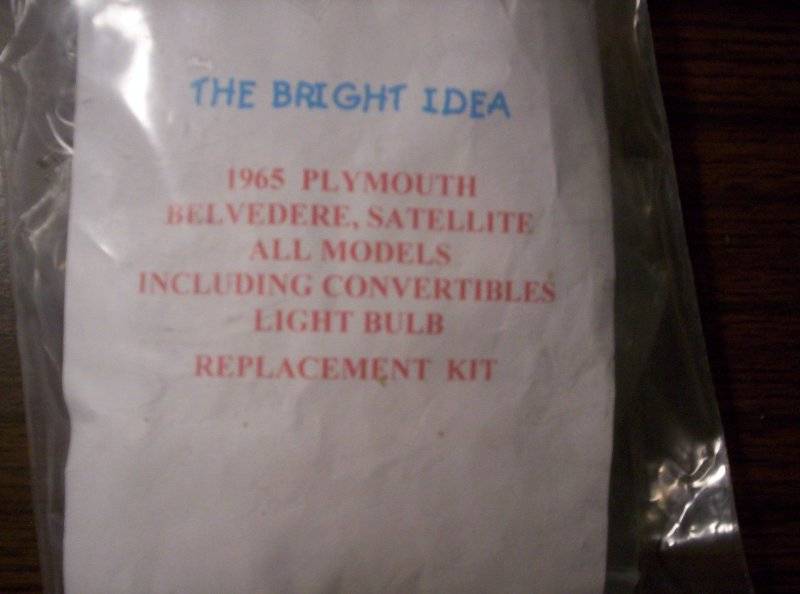 THE BRIGHT IDEA
1965 PLYMOUTH
BELVEDERE, SATELLITE
ALL MODELS
INCLUDING CONVERTIBLES
LIGHT BULB
REPLACEMENT KIT